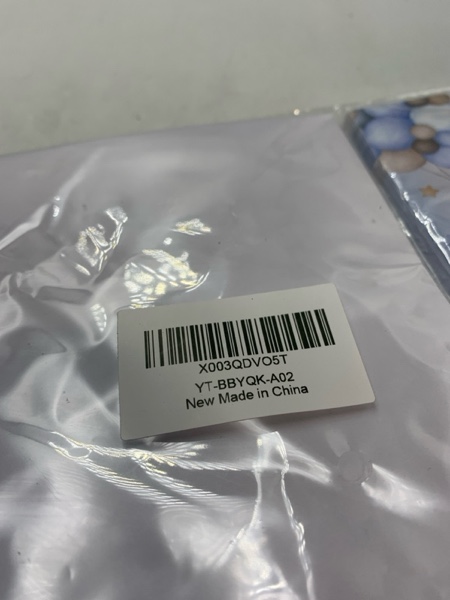 X003QDVO5T
YT-BBYQK-A02
New Made in China